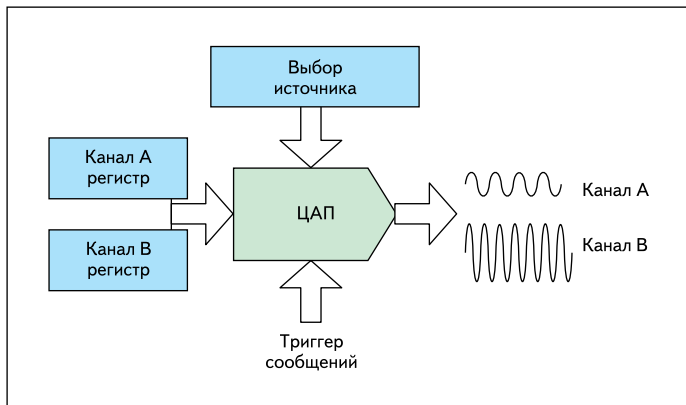 Выбор
источника
Канал A
регистр
ЦАП
Канал A
Канал B
регистр
Канал B
Триггер
сообщений